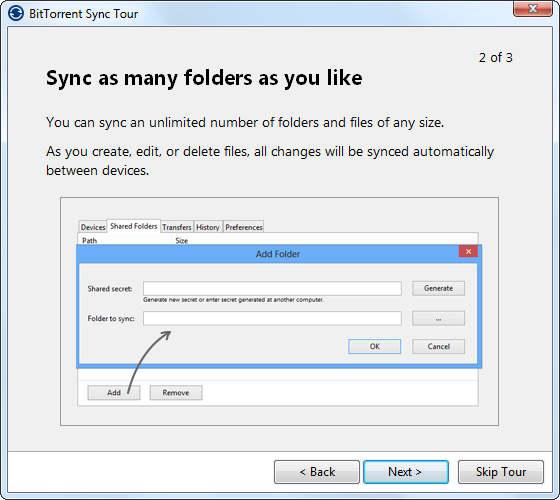 BitTorrent Sync Tour
2 of 3
Sync as many folders as you like
You can sync an unlimited number of folders and files of any size.
As you create, edit, or delete files, all changes will be synced automatically
between devices.
Devices Shared Folders Transfers History Preferences
Path Size
Add Folder
Shared secret: Generate
Generate new secret or enter secret generated at another computer.
Folder to sync: ...
OK Cancel
Add Remove
< Back Next > Skip Tour